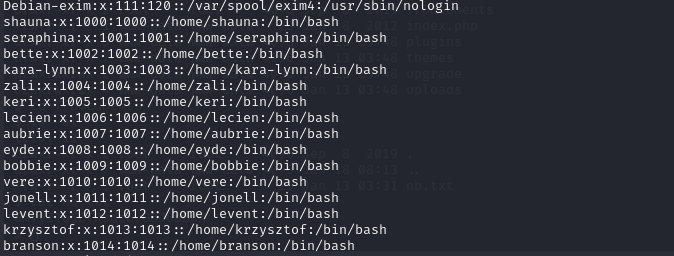 Debian-exim:x:111:120::/var/spool/exim4:/usr/sbin/nologin
shauna:x:1000:1000::/home/shauna:/bin/bash
seraphina:x:1001:1001::/home/seraphina:/bin/bash
bette:x:1002:1002::/home/bette:/bin/bash
kara-lynn:x:1003:1003::/home/kara-lynn:/bin/bash
zali:x:1004:1004::/home/zali:/bin/bash
keri:x:1005:1005::/home/keri:/bin/bash
lecien:x:1006:1006::/home/lecien:/bin/bash
aubrie:x:1007:1007::/home/aubrie:/bin/bash
eyde:x:1008:1008::/home/eyde:/bin/bash
bobbie:x:1009:1009::/home/bobbie:/bin/bash
vere:x:1010:1010::/home/vere:/bin/bash
jonell:x:1011:1011::/home/jonell:/bin/bash
levent:x:1012:1012::/home/levent:/bin/bash
krzysztof:x:1013:1013::/home/krzysztof:/bin/bash
branson:x:1014:1014::/home/branson:/bin/bash
index.php
plugins
themes
upgrade
uploads